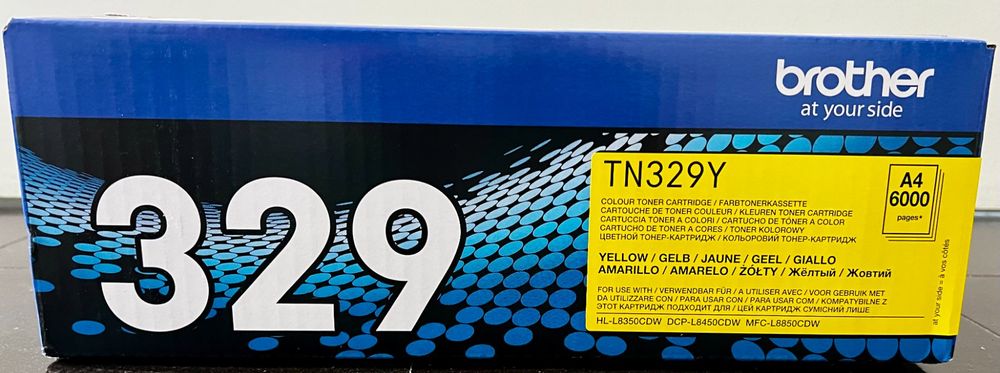 brother
at your side
329
TN329Y
COLOUR TONER CARTRIDGE / FARBTONERKASSETTE
CARTOUCHE DE TONER COULEUR / KLEUREN TONER CARTRIDGE
CARTUCCIA TONER A COLORI / CARTUCHO DE TONER A COLOR
CARTUCHO DE TONER A CORES / TONER KOLOROWY
ЦВЕТНОЙ ТОНЕР-КАРТРИДЖ / КОЛЬОРОВИЙ ТОНЕР-КАРТРИДЖ
A4
6000
pages*
YELLOW / GELB / JAUNE / GEEL / GIALLO
AMARILLO / AMARELO / ŻÓŁTY / Жёлтый / Жовтий
FOR USE WITH / VERWENDBAR FÜR / A UTILISER AVEC / VOOR GEBRUIK MET
DA UTILIZZARE CON / PARA USAR CON / PARA USAR COM / KOMPATYBILNE Z
ЭТОТ КАРТРИДЖ ПОДХОДИТ ДЛЯ / ЦЕЙ КАРТРИДЖ СУМІСНИЙ ЛИШЕ
HL-L8350CDW DCP-L8450CDW MFC-L8850CDW
at your side = à vos côtés